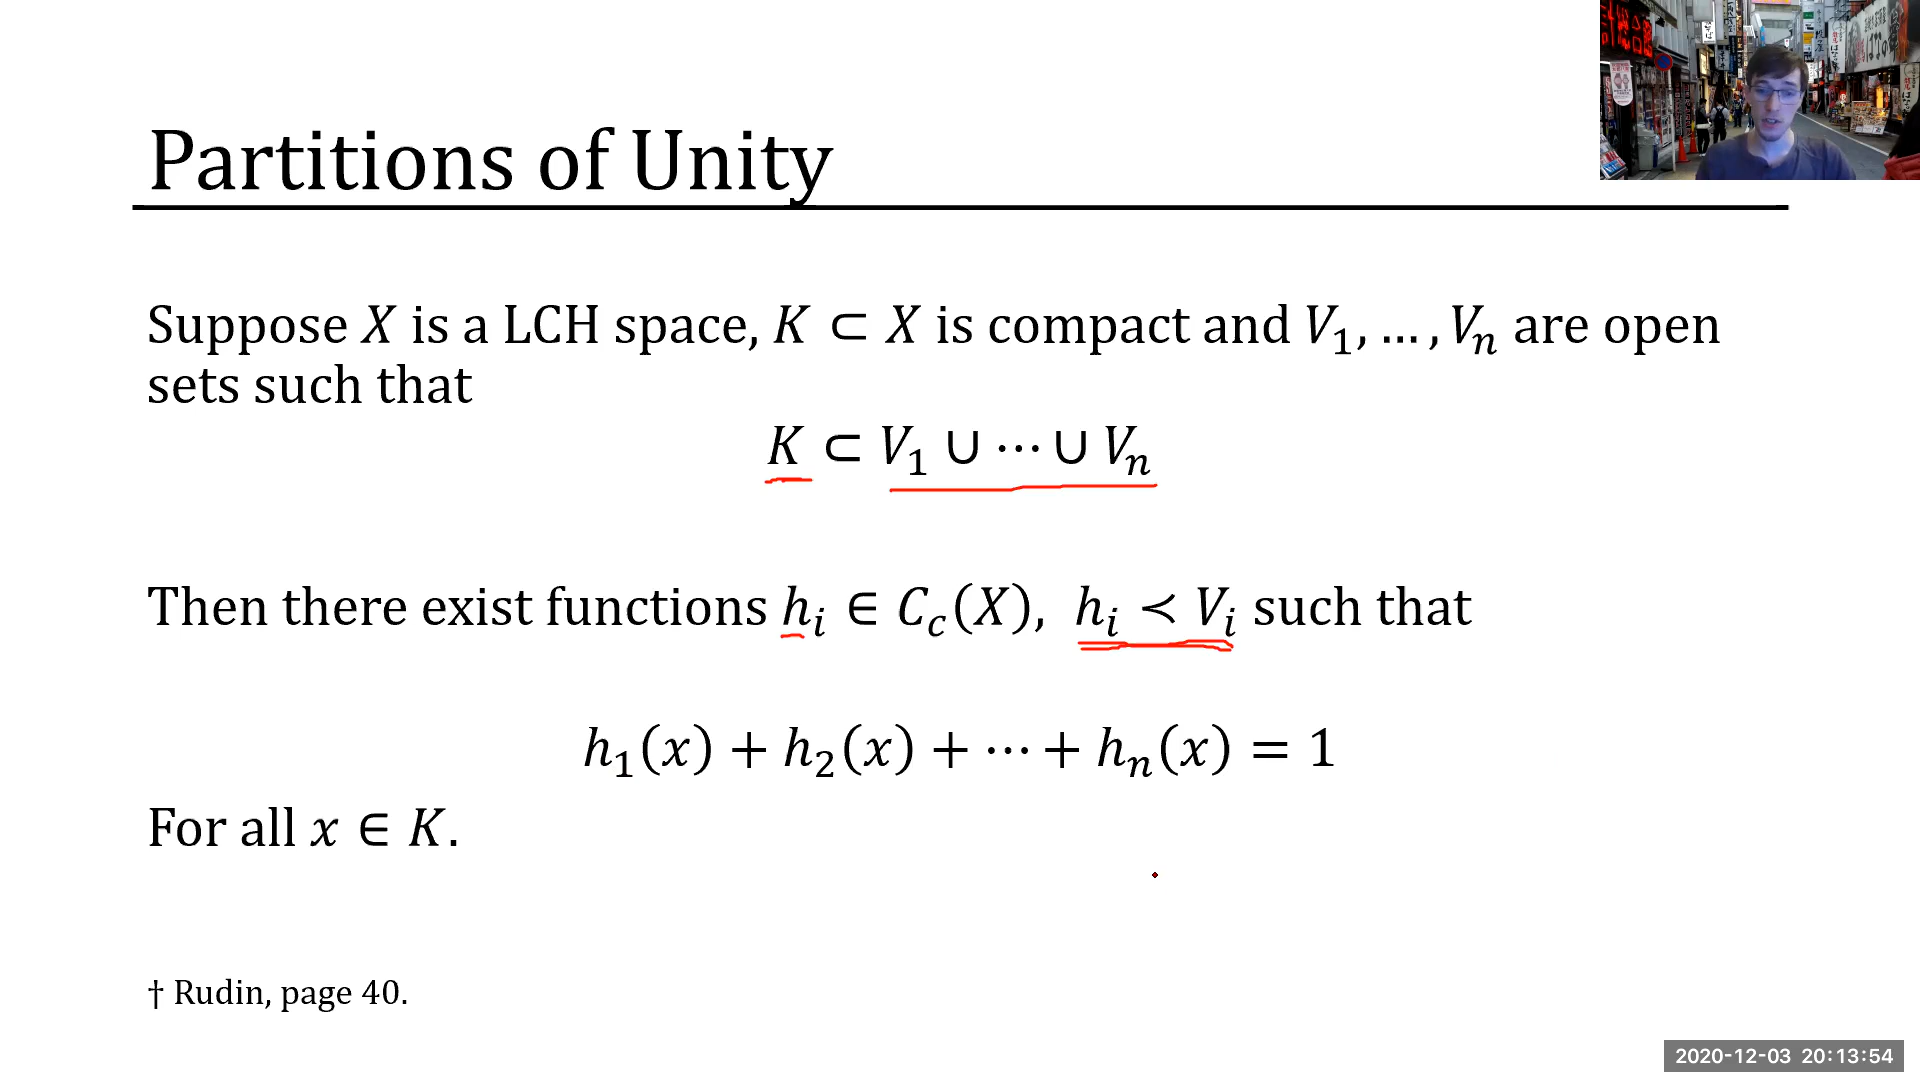 Partitions of Unity
Suppose X is a LCH space, K ⊂ X is compact and V₁, … , Vₙ are open
sets such that
K ⊂ V₁ ∪ ⋯ ∪ Vₙ
Then there exist functions hᵢ ∈ C_c(X), hᵢ ≺ Vᵢ such that
h₁(x) + h₂(x) + ⋯ + hₙ(x) = 1
For all x ∈ K.
† Rudin, page 40.
2020-12-03 20:13:54